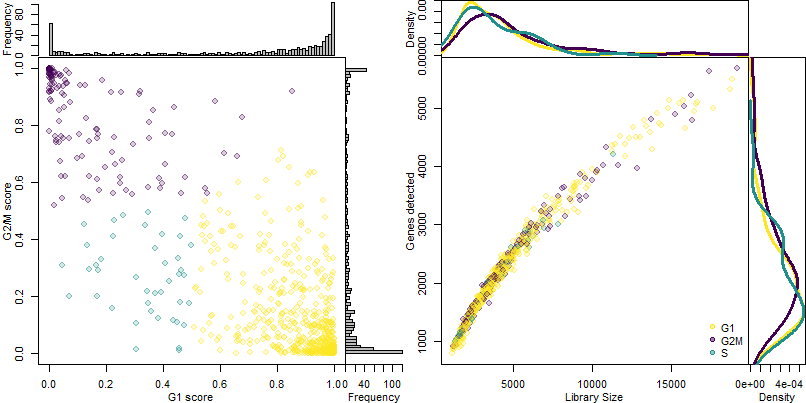 Frequency
0 40 80
G2/M score
0.0 0.2 0.4 0.6 0.8 1.0
0.0 0.2 0.4 0.6 0.8 1.0
G1 score
0 40 100
Frequency
Density
0.00000
Genes detected
1000 2000 3000 4000 5000
5000 10000 15000
Library Size
G1
G2M
S
0e+00 4e-04
Density